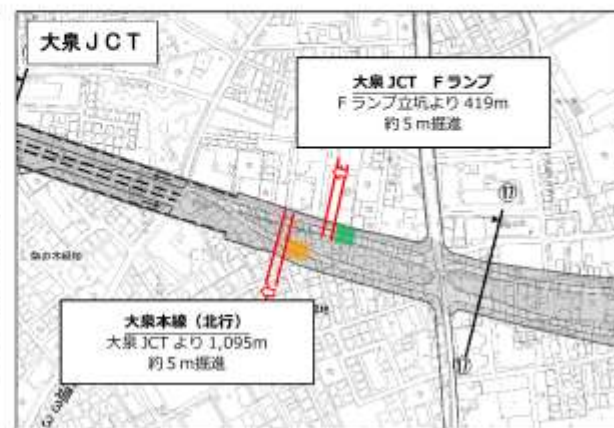 大泉JCT
大泉 JCT Fランプ
Fランプ立坑より 419m
約5m掘進
⑰
大泉本線（北行）
大泉 JCT より 1,095m
約5m掘進
⑰